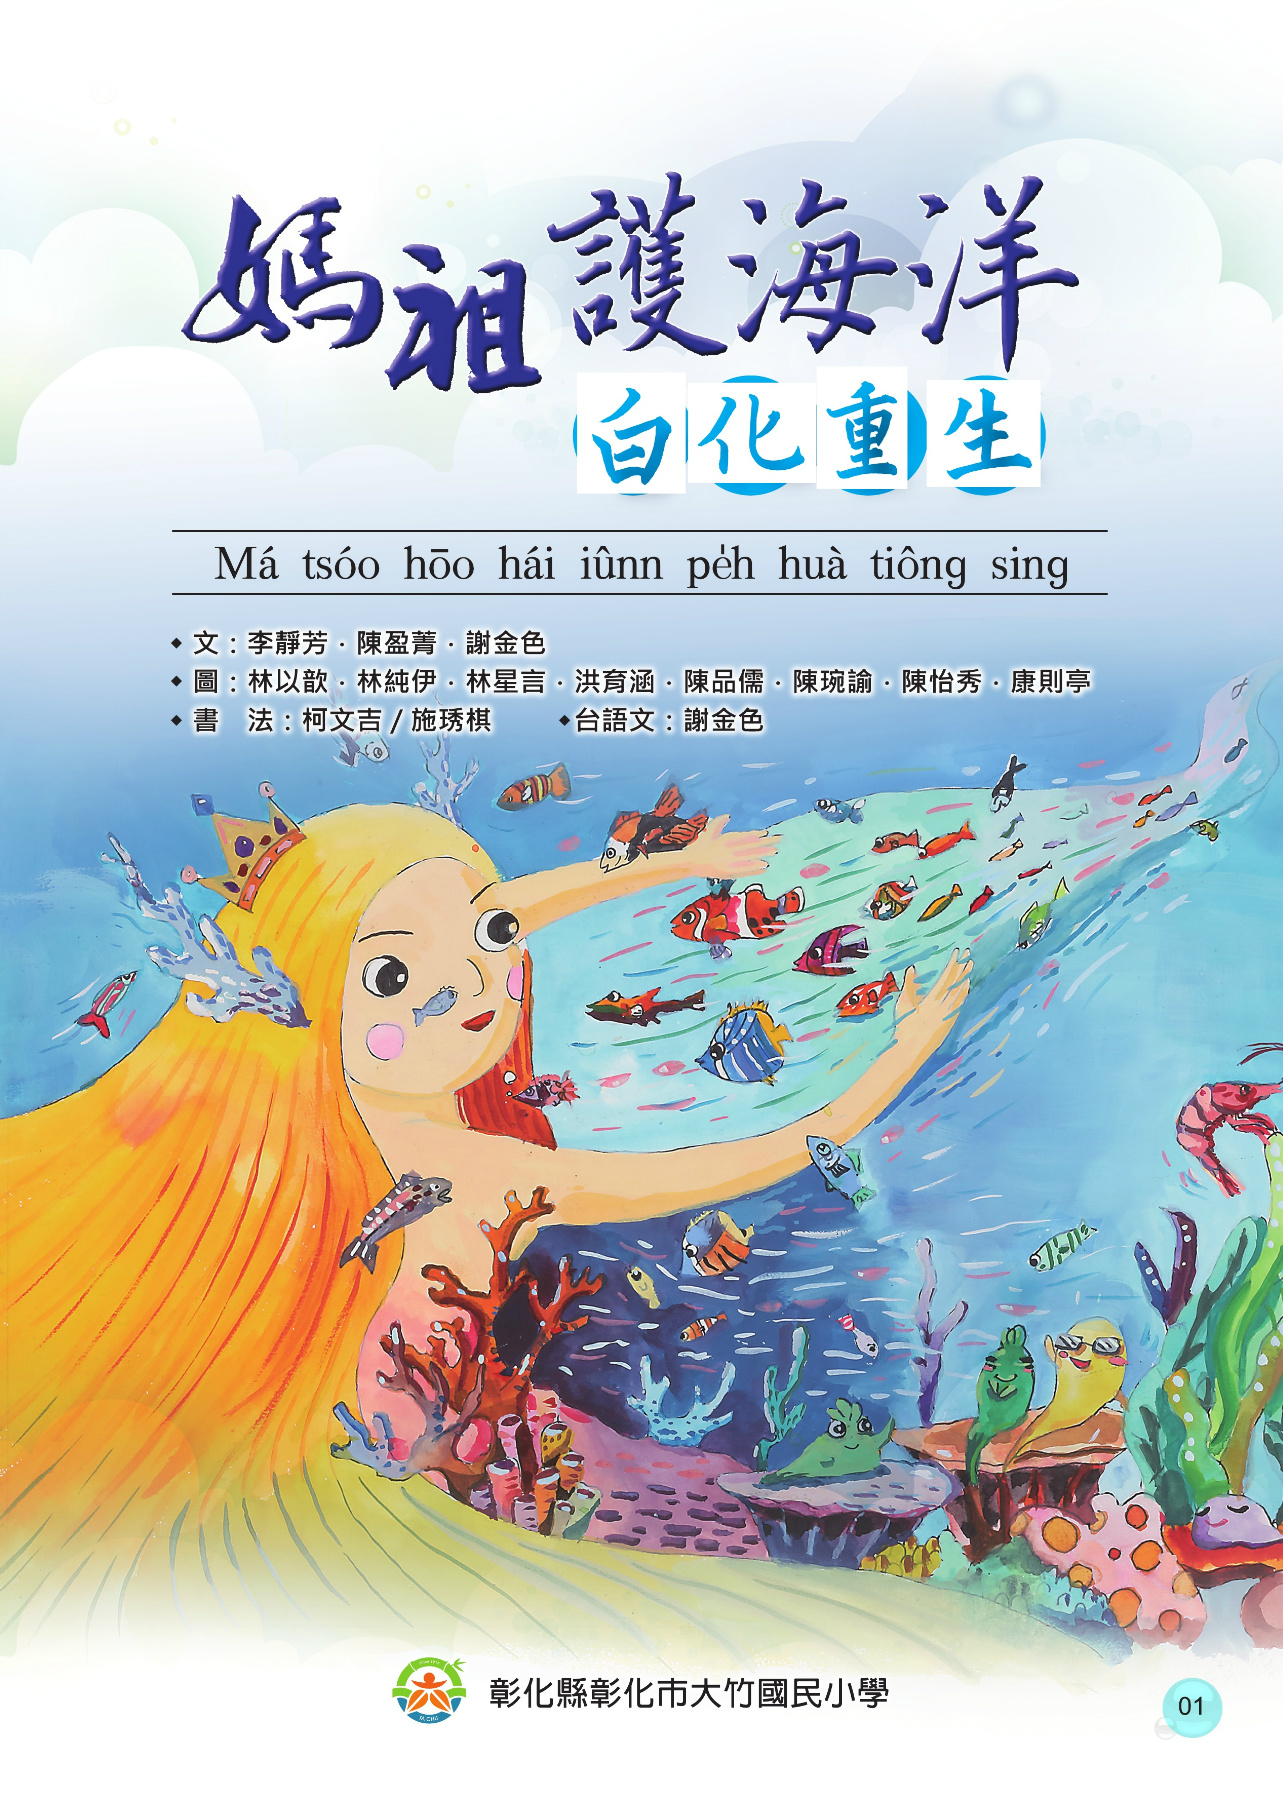 媽祖護海洋
白化重生
Má tsóo hōo hái iûnn pe̍h huà tiông sing
◆ 文：李靜芳．陳盈菁．謝金色
◆ 圖：林以歆．林純伊．林星言．洪育涵．陳品儒．陳琬諭．陳怡秀．康則亭
◆ 書　法：柯文吉 / 施琇棋　◆台語文：謝金色
彰化縣彰化市大竹國民小學
01